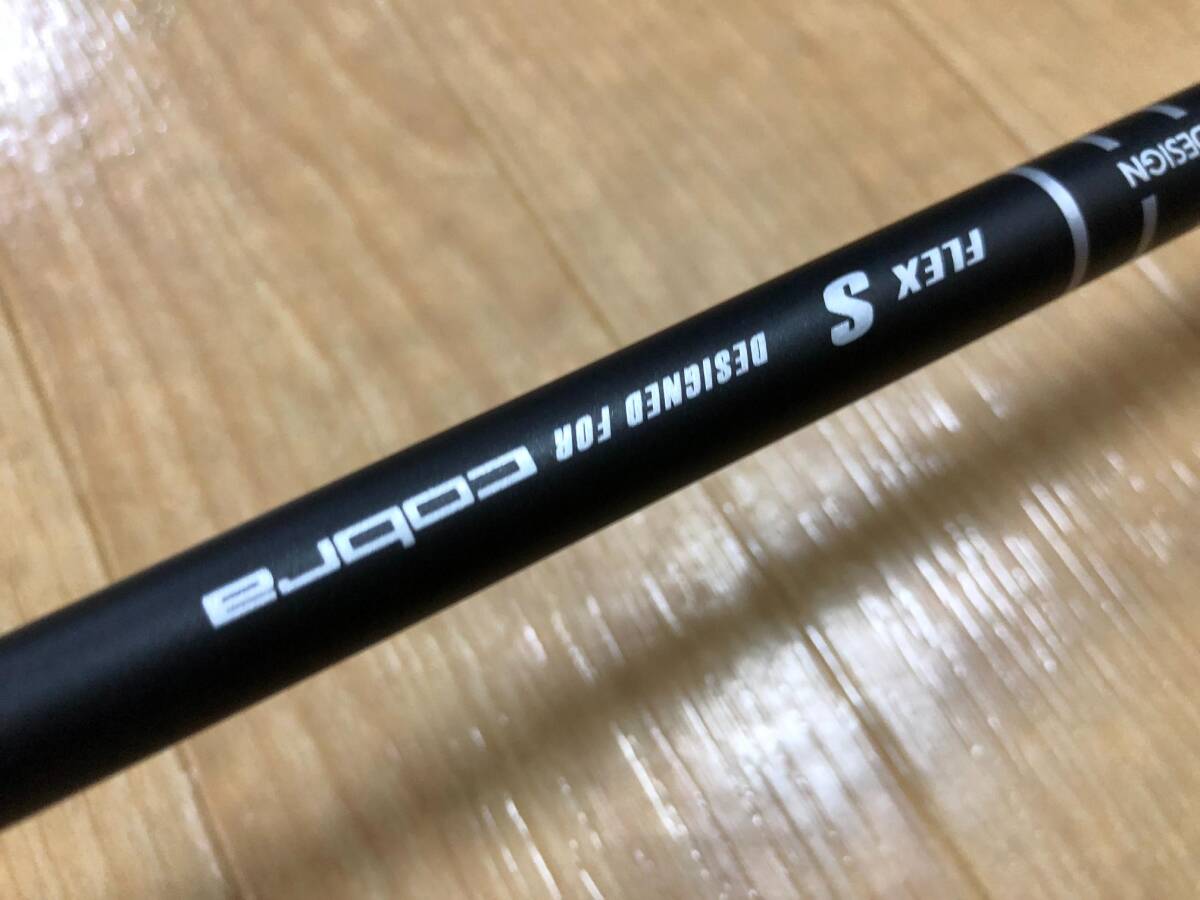 DESIGN
FLEX S
DESIGNED FOR
cobra